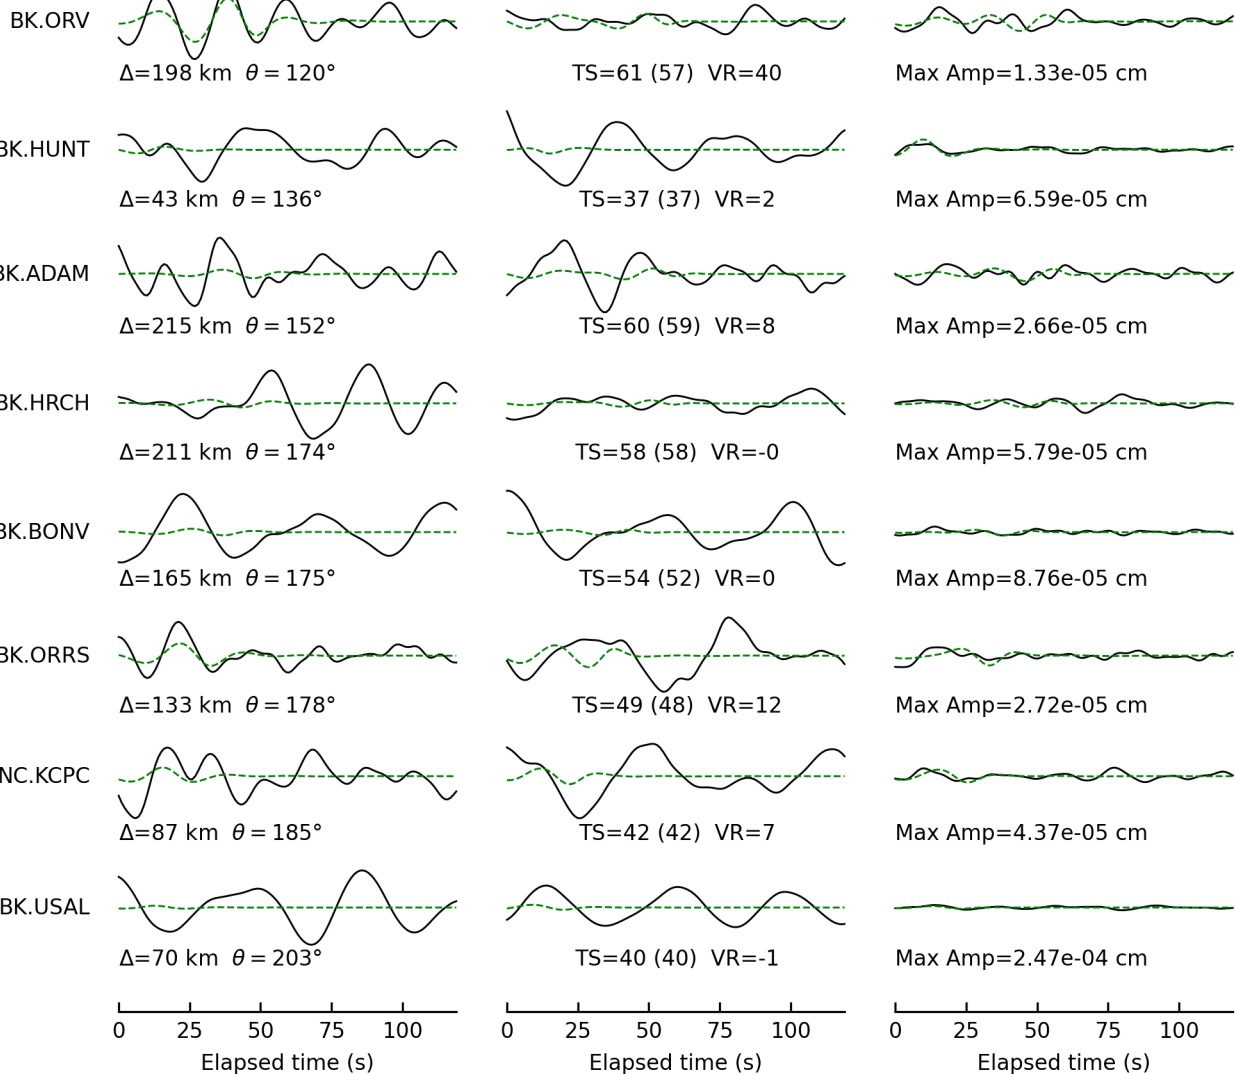 BK.ORV
Δ=198 km θ = 120° TS=61 (57) VR=40 Max Amp=1.33e-05 cm
BK.HUNT
Δ=43 km θ = 136° TS=37 (37) VR=2 Max Amp=6.59e-05 cm
BK.ADAM
Δ=215 km θ = 152° TS=60 (59) VR=8 Max Amp=2.66e-05 cm
BK.HRCH
Δ=211 km θ = 174° TS=58 (58) VR=-0 Max Amp=5.79e-05 cm
BK.BONV
Δ=165 km θ = 175° TS=54 (52) VR=0 Max Amp=8.76e-05 cm
BK.ORRS
Δ=133 km θ = 178° TS=49 (48) VR=12 Max Amp=2.72e-05 cm
NC.KCPC
Δ=87 km θ = 185° TS=42 (42) VR=7 Max Amp=4.37e-05 cm
BK.USAL
Δ=70 km θ = 203° TS=40 (40) VR=-1 Max Amp=2.47e-04 cm
0 25 50 75 100 0 25 50 75 100 0 25 50 75 100
Elapsed time (s) Elapsed time (s) Elapsed time (s)